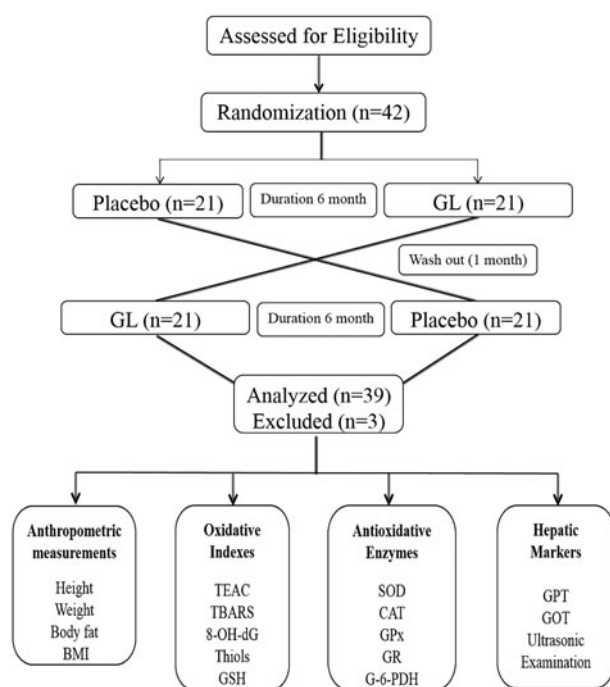 Assessed for Eligibility
Randomization (n=42)
Placebo (n=21)
Duration 6 month
GL (n=21)
Wash out (1 month)
GL (n=21)
Duration 6 month
Placebo (n=21)
Analyzed (n=39)
Excluded (n=3)
Anthropometric
measurements
Height
Weight
Body fat
BMI
Oxidative
Indexes
TEAC
TBARS
8-OH-dG
Thiols
GSH
Antioxidative
Enzymes
SOD
CAT
GPx
GR
G-6-PDH
Hepatic
Markers
GPT
GOT
Ultrasonic
Examination